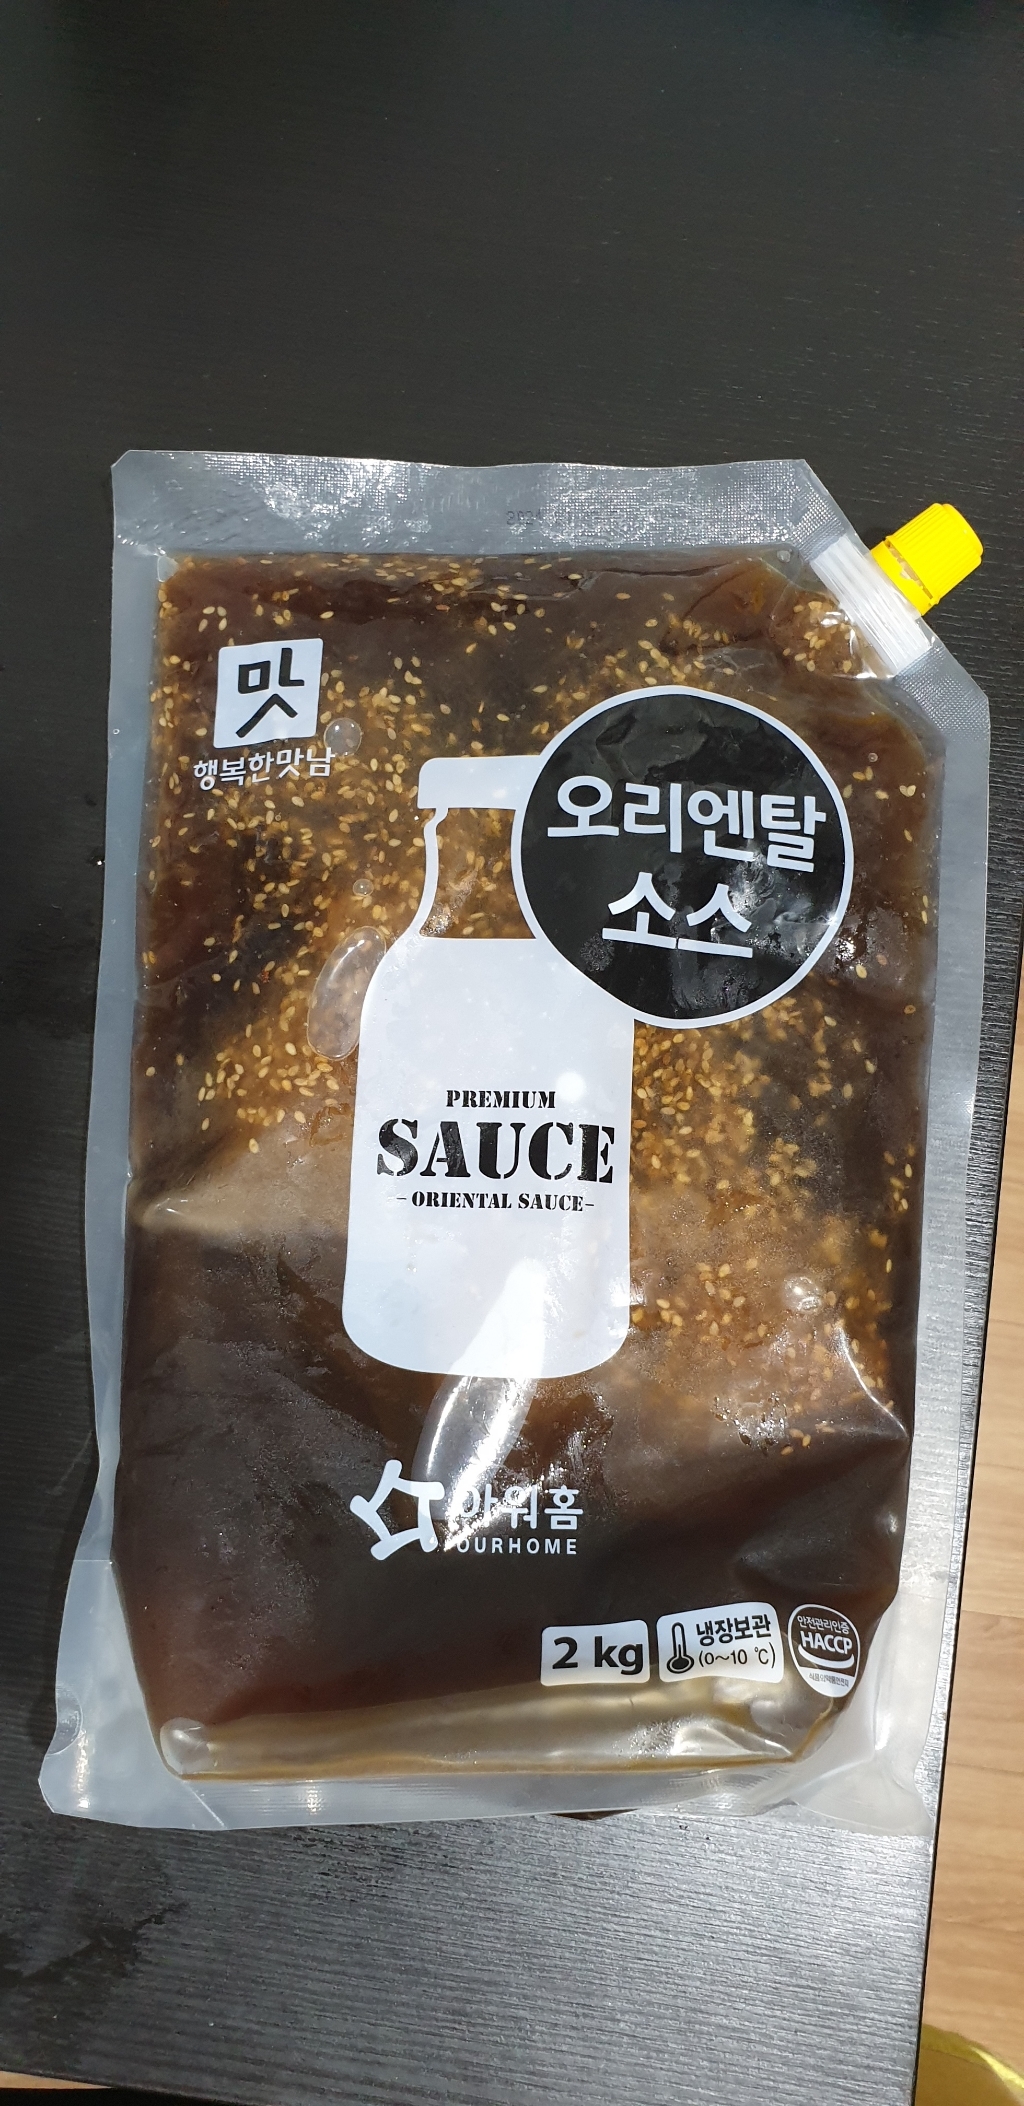 맛
행복한맛남
오리엔탈
소스
PREMIUM
SAUCE
–ORIENTAL SAUCE–
아워홈
OURHOME
2 kg
냉장보관
(0~10 ℃)
안전관리인증
HACCP